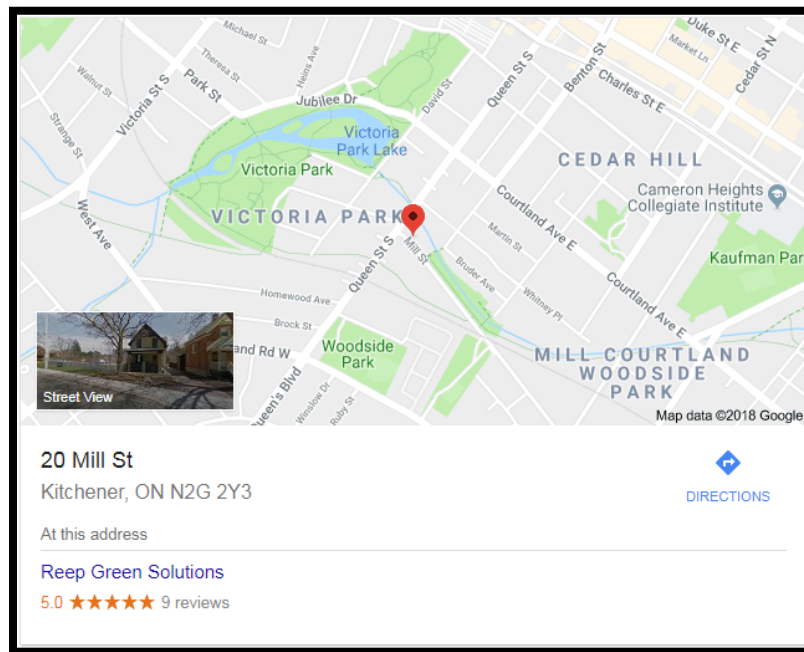 Michael St
Duke St E
Market Ln
Cedar St N
Theresa St
Heins Ave
Queen St S
Benton St
Charles St E
Walnut St
Victoria St S
Park St
Jubilee Dr
David St
Strange St
Victoria
Park Lake
Victoria Park
CEDAR HILL
Cameron Heights
Collegiate Institute
West Ave
VICTORIA PARK
Courtland Ave E
Mill St
Martin St
Queen St S
Kaufman Par
Bruder Ave
Homewood Ave
Whitney Pl
Courtland Ave E
Brock St
and Rd W
Woodside
Park
MILL COURTLAND
WOODSIDE
PARK
Queen's Blvd
Winslow Dr
Ruby St
Street View
Map data ©2018 Google
20 Mill St
Kitchener, ON N2G 2Y3
DIRECTIONS
At this address
Reep Green Solutions
5.0 ★★★★★ 9 reviews